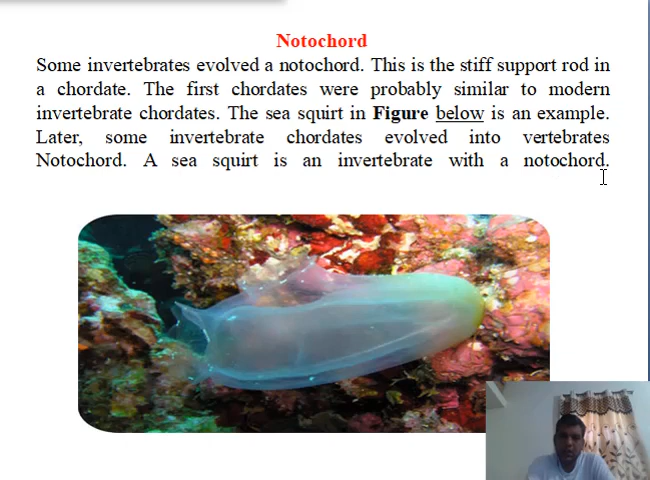 Notochord
Some invertebrates evolved a notochord. This is the stiff support rod in
a chordate. The first chordates were probably similar to modern
invertebrate chordates. The sea squirt in Figure below is an example.
Later, some invertebrate chordates evolved into vertebrates
Notochord. A sea squirt is an invertebrate with a notochord.